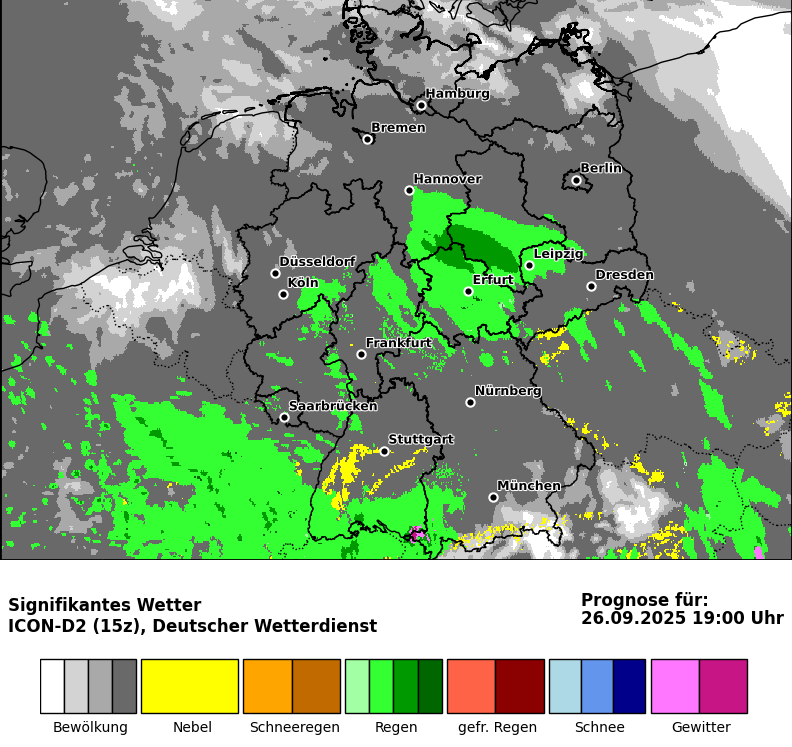 Hamburg
Bremen
Berlin
Hannover
Düsseldorf
Leipzig
Köln
Erfurt
Dresden
Frankfurt
Nürnberg
Saarbrücken
Stuttgart
München
Signifikantes Wetter
ICON-D2 (15z), Deutscher Wetterdienst
Prognose für:
26.09.2025 19:00 Uhr
Bewölkung Nebel Schneeregen Regen gefr. Regen Schnee Gewitter